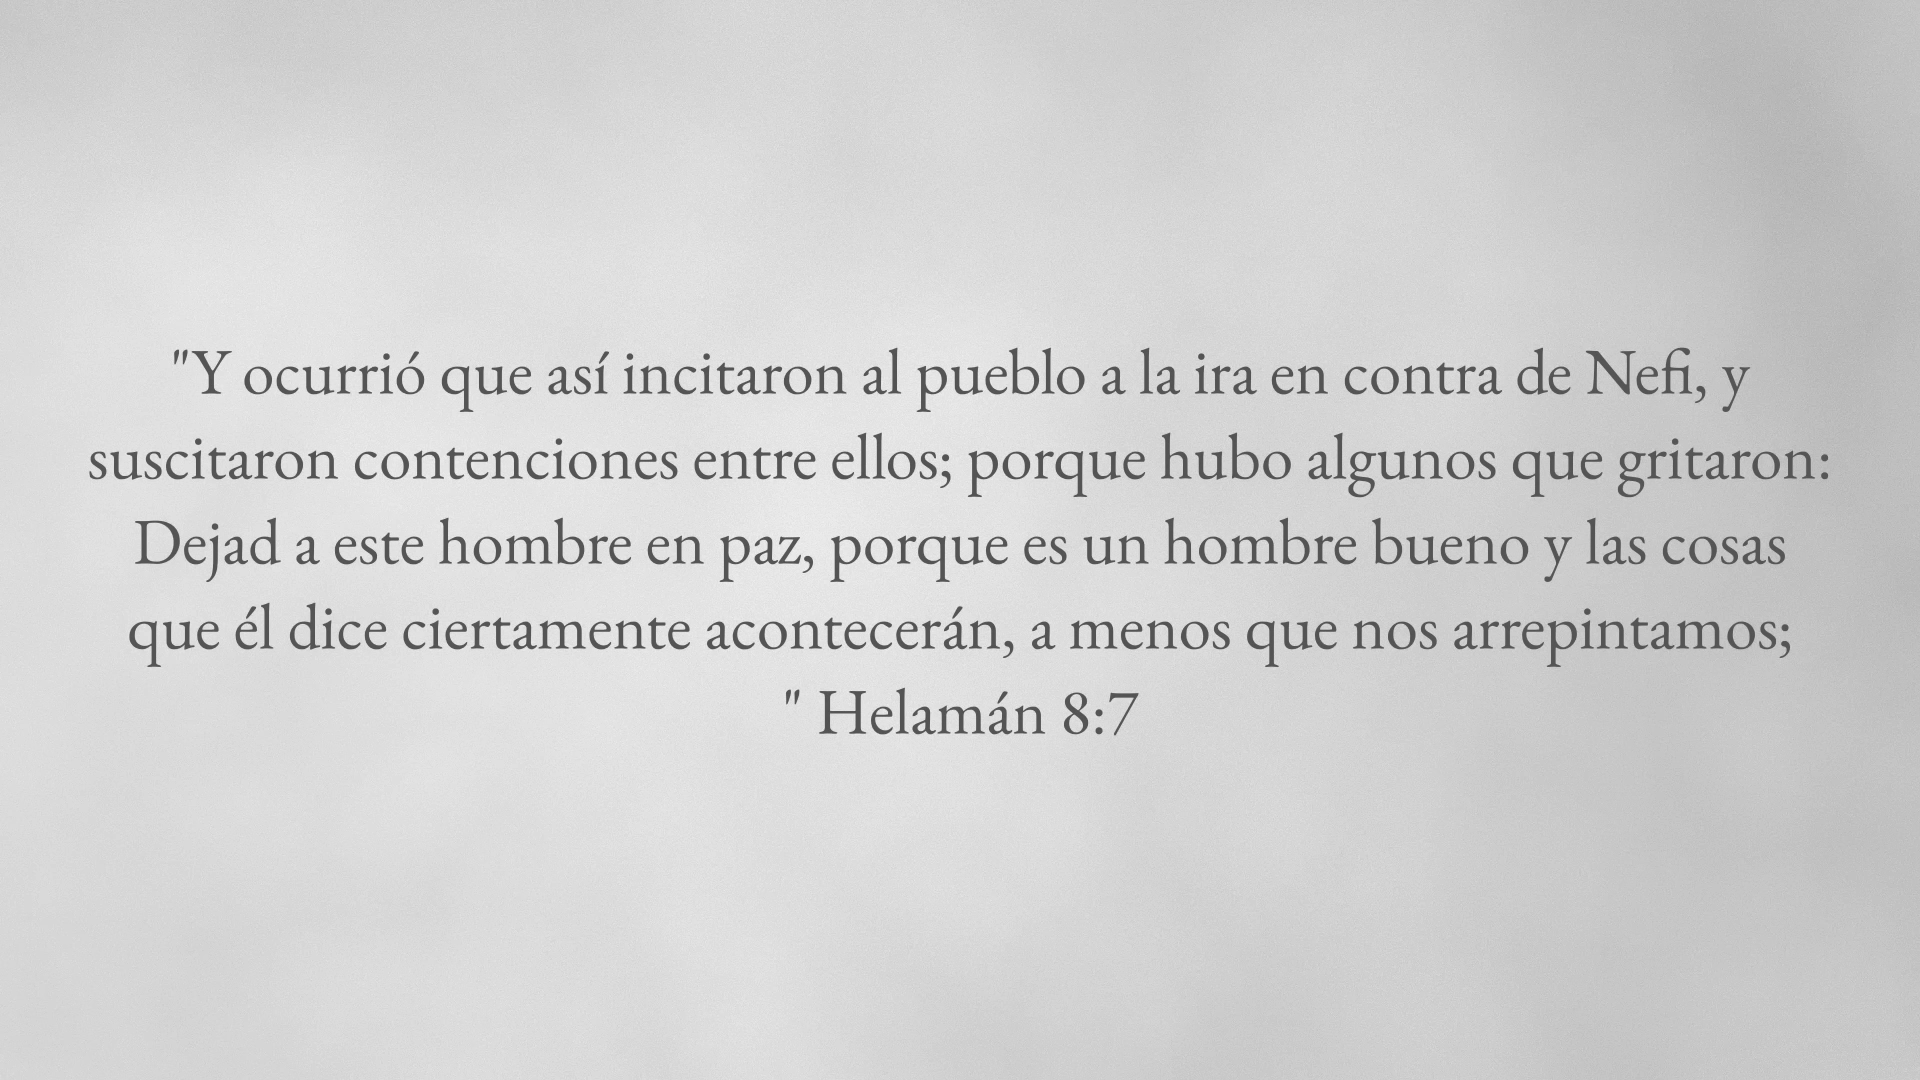 "Y ocurrió que así incitaron al pueblo a la ira en contra de Nefi, y
suscitaron contenciones entre ellos; porque hubo algunos que gritaron:
Dejad a este hombre en paz, porque es un hombre bueno y las cosas
que él dice ciertamente acontecerán, a menos que nos arrepintamos;
" Helamán 8:7